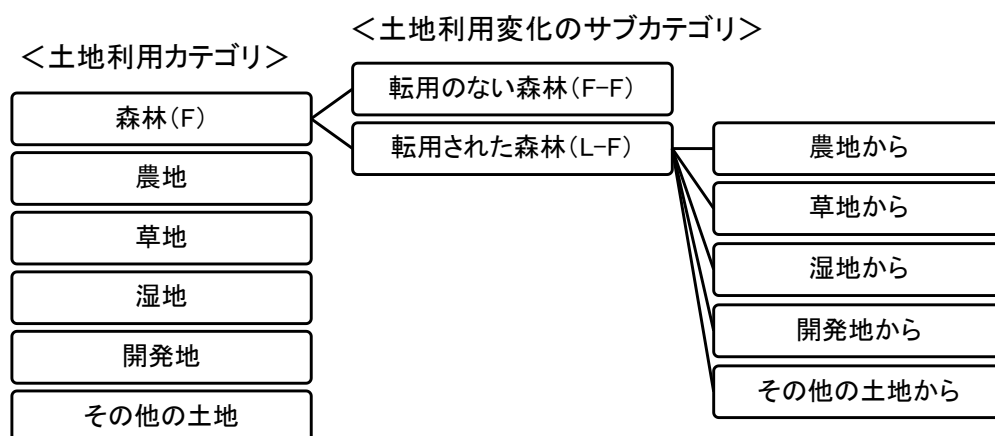 ＜土地利用カテゴリ＞
＜土地利用変化のサブカテゴリ＞
森林（F）
農地
草地
湿地
開発地
その他の土地
転用のない森林（F-F）
転用された森林（L-F）
農地から
草地から
湿地から
開発地から
その他の土地から